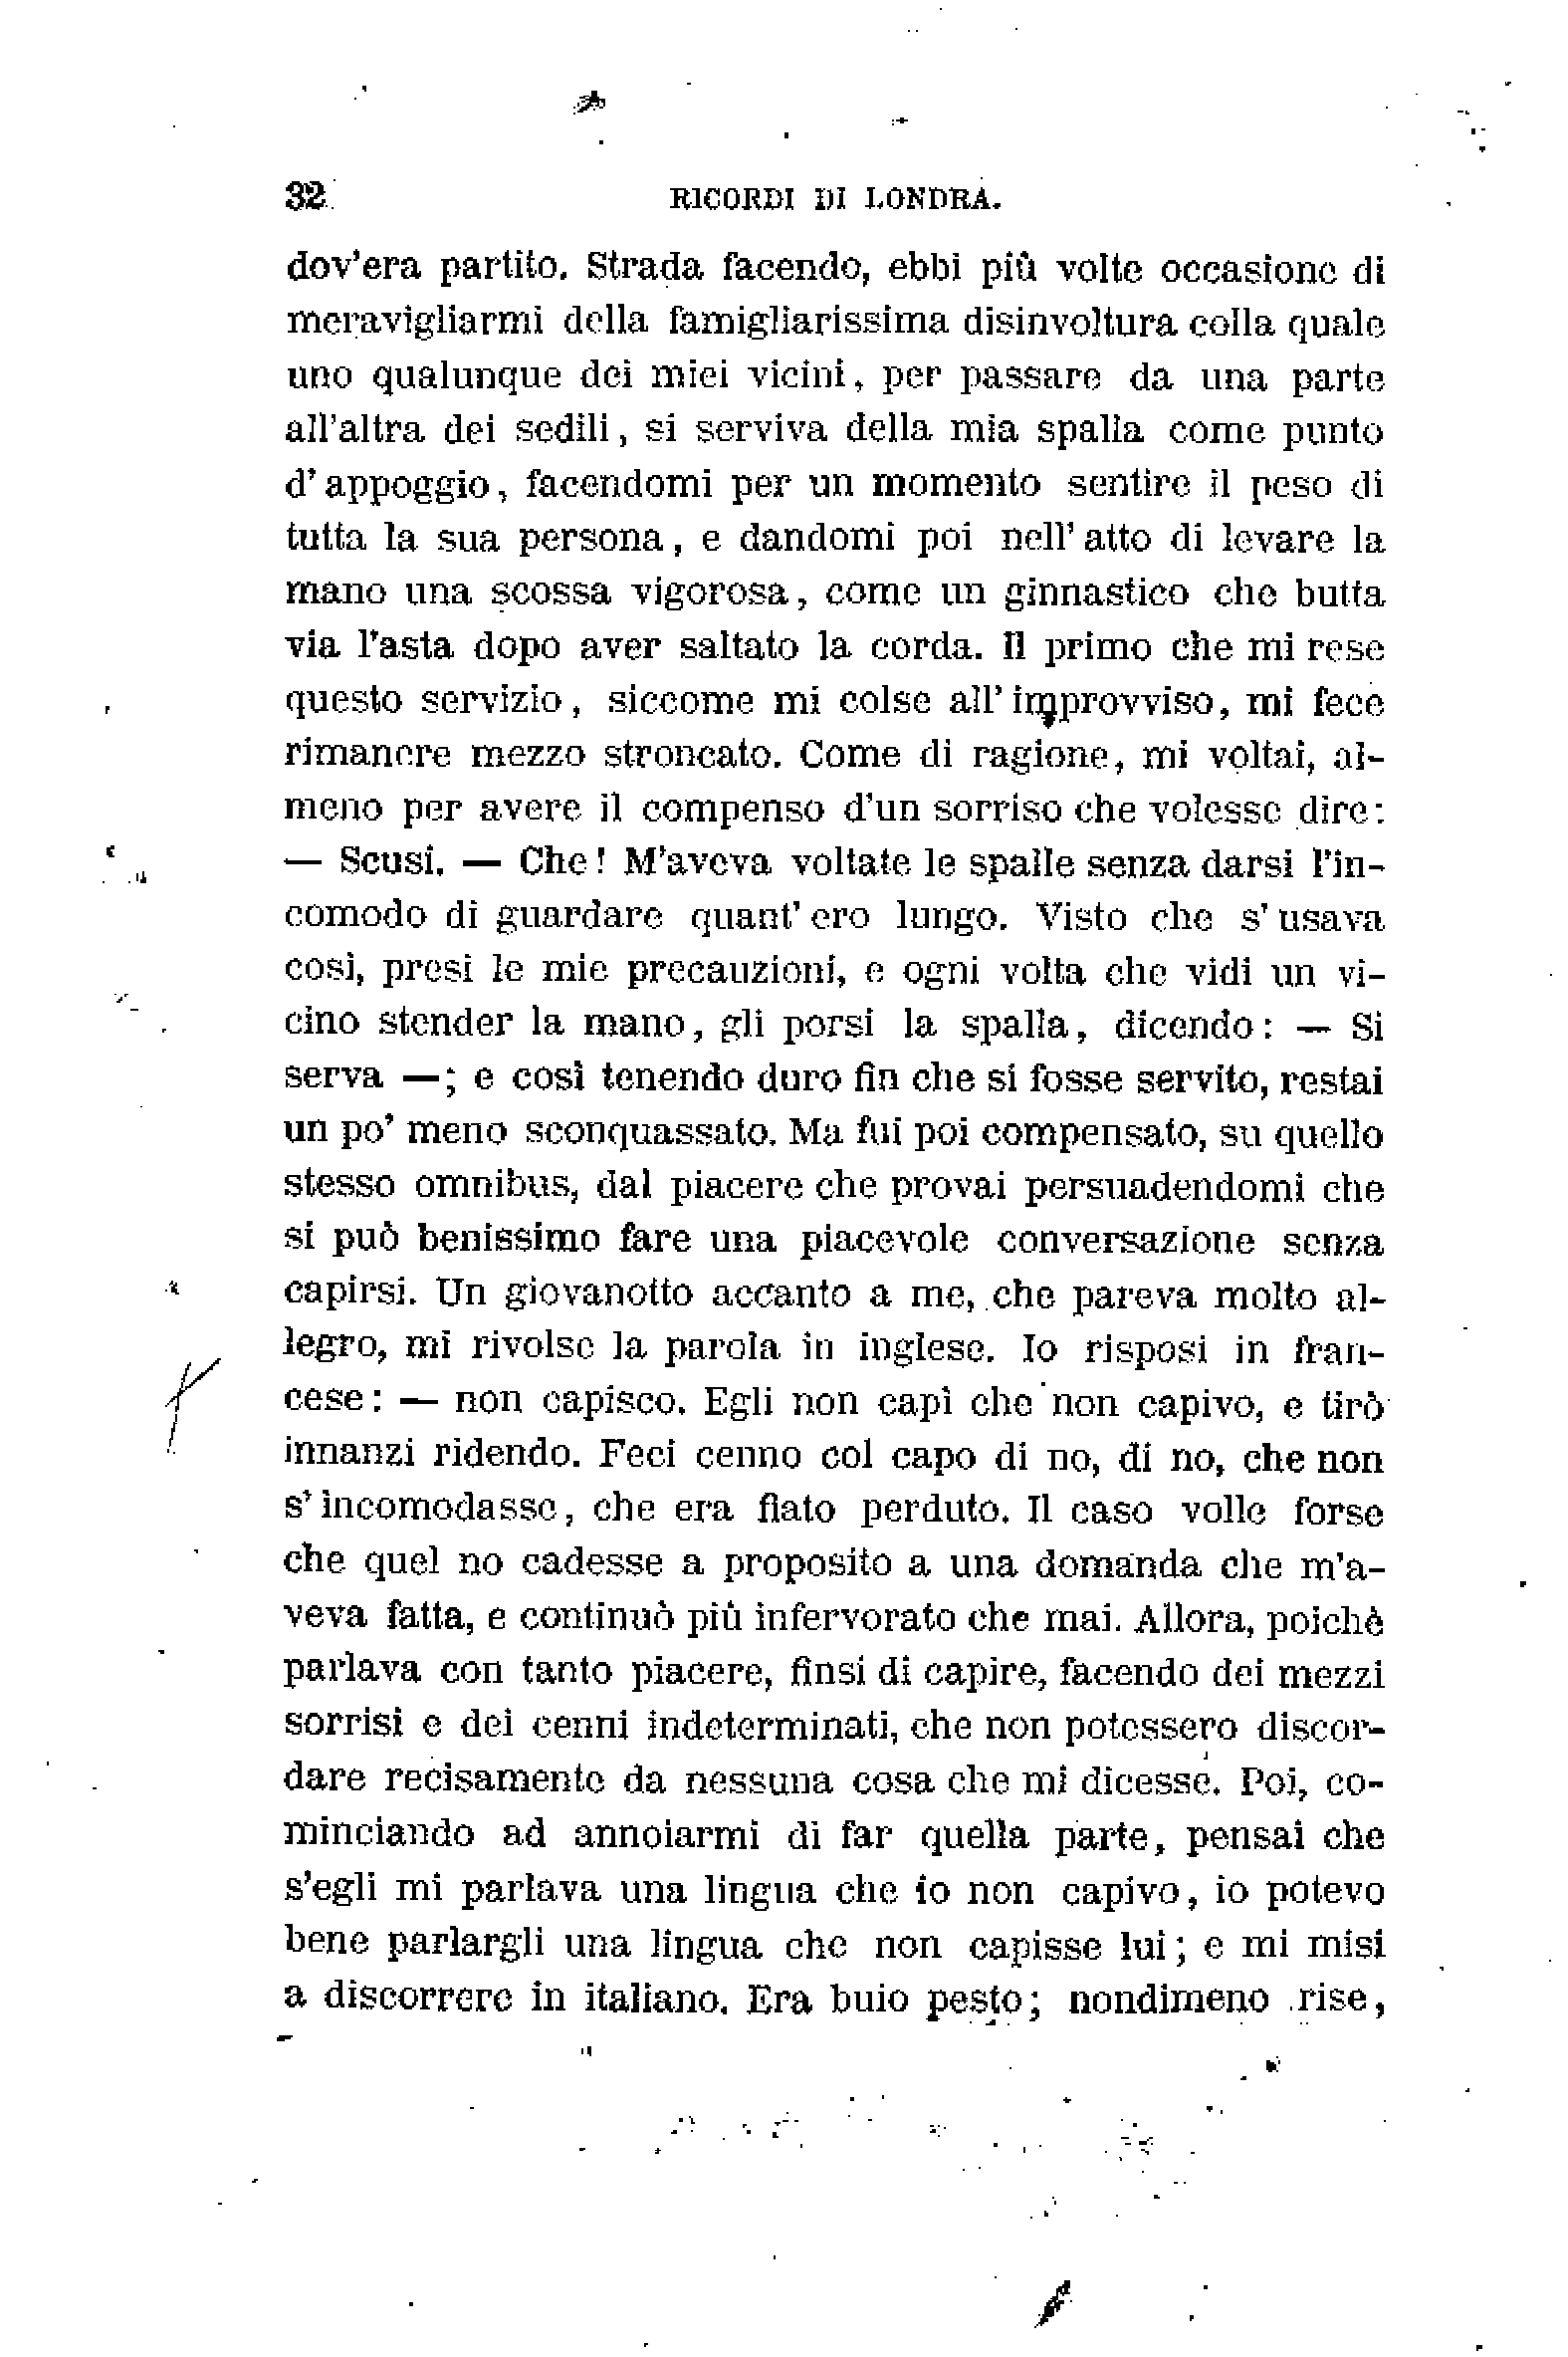 32 RICORDI DI LONDRA.
dov'era partito. Strada facendo, ebbi più volte occasione di
meravigliarmi della famigliarissima disinvoltura colla quale
uno qualunque dei miei vicini, per passare da una parte
all'altra dei sedili, si serviva della mia spalla come punto
d'appoggio, facendomi per un momento sentire il peso di
tutta la sua persona, e dandomi poi nell'atto di levare la
mano una scossa vigorosa, come un ginnastico che butta
via l'asta dopo aver saltato la corda. Il primo che mi rese
questo servizio, siccome mi colse all'improvviso, mi fece
rimanere mezzo stroncato. Come di ragione, mi voltai, al-
meno per avere il compenso d'un sorriso che volesse dire:
— Scusi. — Che! M'aveva voltate le spalle senza darsi l'in-
comodo di guardare quant'ero lungo. Visto che s'usava
così, presi le mie precauzioni, e ogni volta che vidi un vi-
cino stender la mano, gli porsi la spalla, dicendo: — Si
serva —; e così tenendo duro fin che si fosse servito, restai
un po' meno sconquassato. Ma fui poi compensato, su quello
stesso omnibus, dal piacere che provai persuadendomi che
si può benissimo fare una piacevole conversazione senza
capirsi. Un giovanotto accanto a me, che pareva molto al-
legro, mi rivolse la parola in inglese. Io risposi in fran-
cese: — non capisco. Egli non capì che non capivo, e tirò
innanzi ridendo. Feci cenno col capo di no, di no, che non
s'incomodasse, che era fiato perduto. Il caso volle forse
che quel no cadesse a proposito a una domanda che m'a-
veva fatta, e continuò più infervorato che mai. Allora, poichè
parlava con tanto piacere, finsi di capire, facendo dei mezzi
sorrisi e dei cenni indeterminati, che non potessero discor-
dare recisamente da nessuna cosa che mi dicesse. Poi, co-
minciando ad annoiarmi di far quella parte, pensai che
s'egli mi parlava una lingua che io non capivo, io potevo
bene parlargli una lingua che non capisse lui; e mi misi
a discorrere in italiano. Era buio pesto; nondimeno rise,